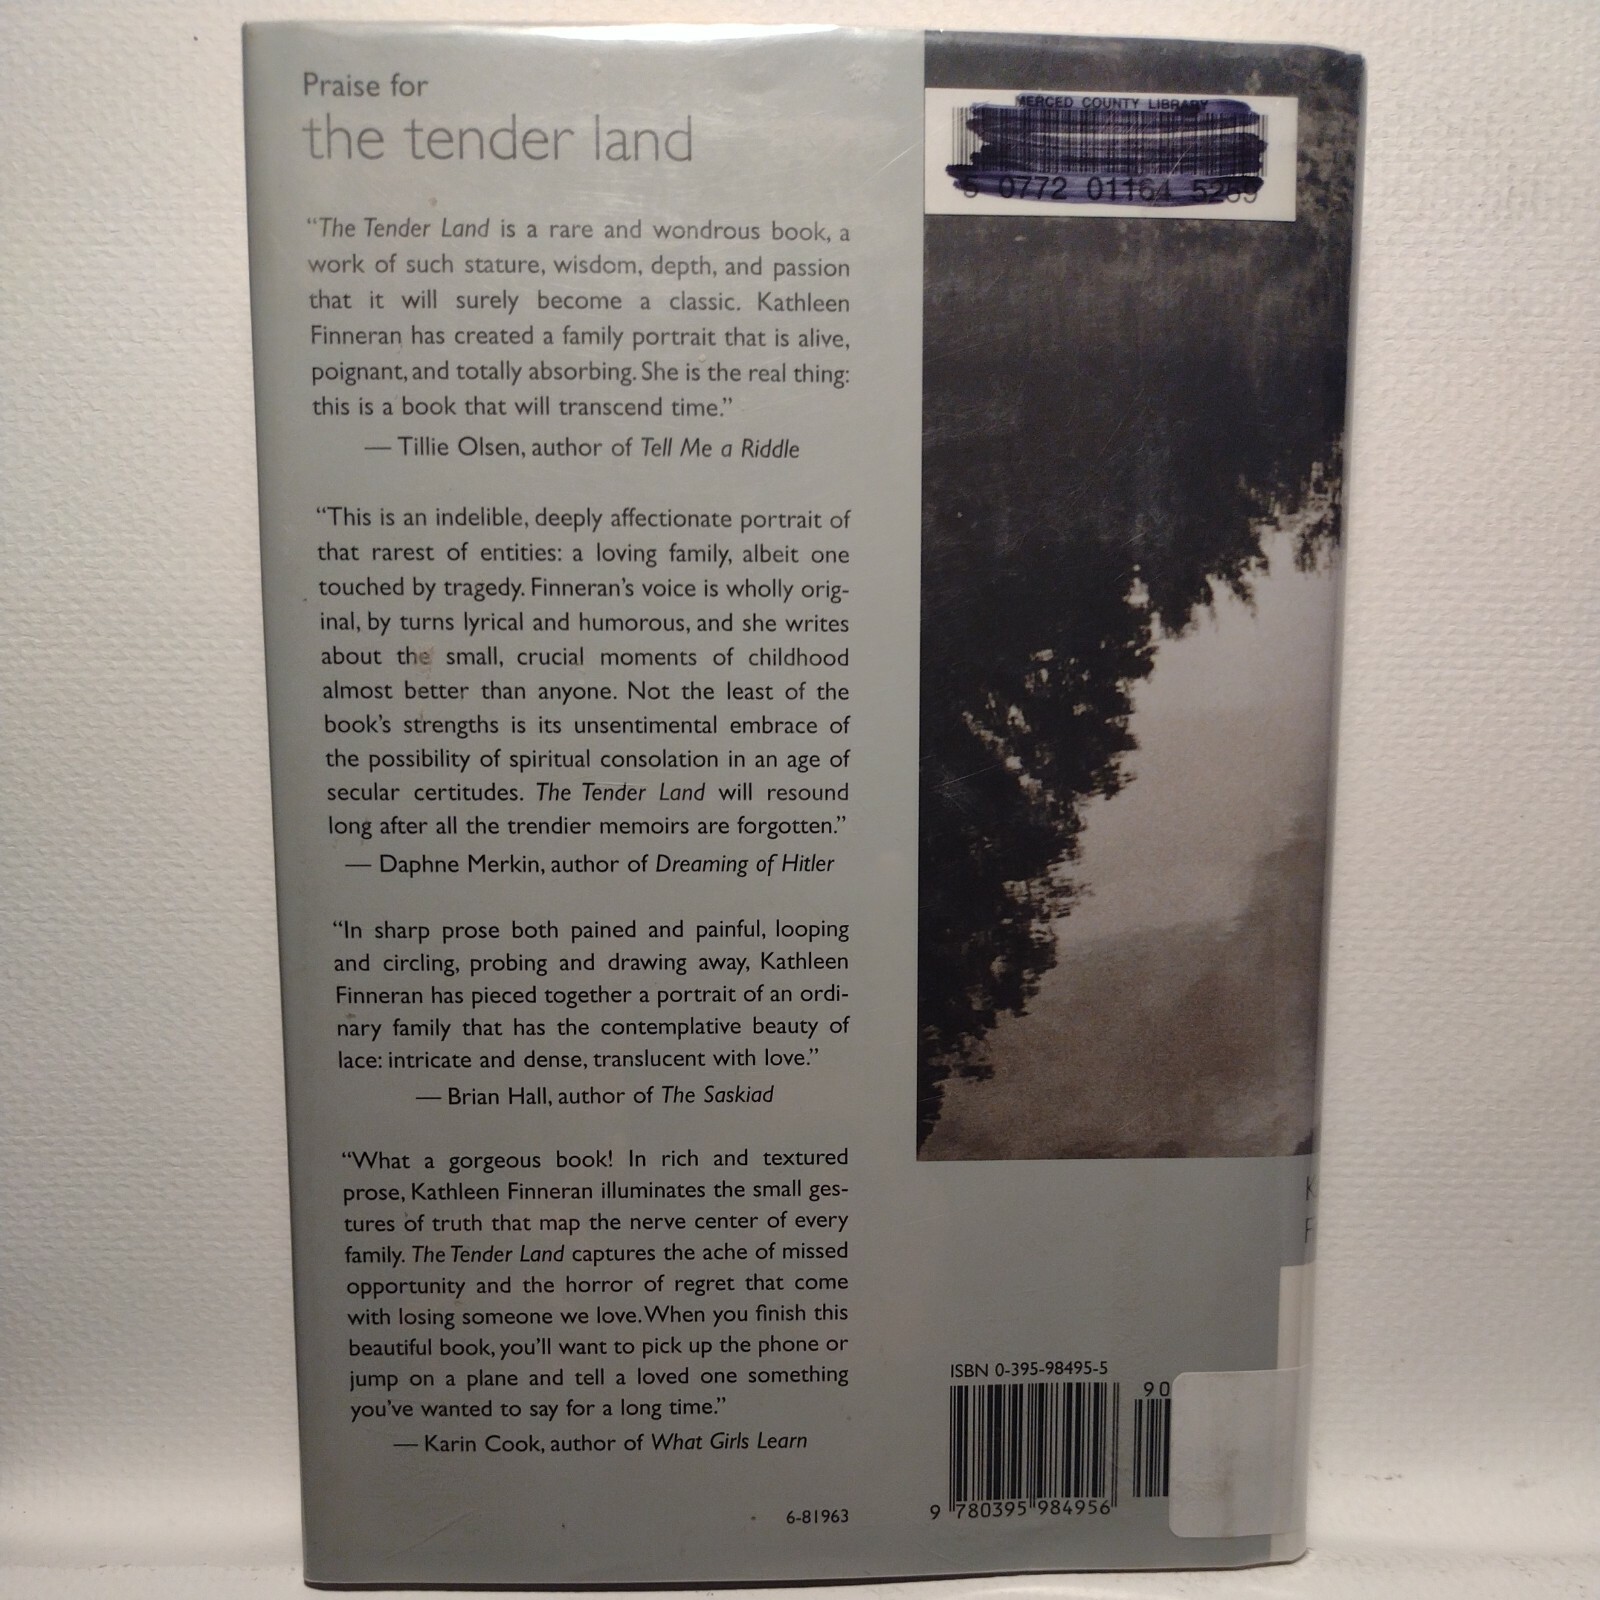 Praise for
the tender land
“The Tender Land is a rare and wondrous book, a
work of such stature, wisdom, depth, and passion
that it will surely become a classic. Kathleen
Finneran has created a family portrait that is alive,
poignant, and totally absorbing. She is the real thing:
this is a book that will transcend time.”
— Tillie Olsen, author of Tell Me a Riddle
“This is an indelible, deeply affectionate portrait of
that rarest of entities: a loving family, albeit one
touched by tragedy. Finneran’s voice is wholly orig-
inal, by turns lyrical and humorous, and she writes
about the small, crucial moments of childhood
almost better than anyone. Not the least of the
book’s strengths is its unsentimental embrace of
the possibility of spiritual consolation in an age of
secular certitudes. The Tender Land will resound
long after all the trendier memoirs are forgotten.”
— Daphne Merkin, author of Dreaming of Hitler
“In sharp prose both pained and painful, looping
and circling, probing and drawing away, Kathleen
Finneran has pieced together a portrait of an ordi-
nary family that has the contemplative beauty of
lace: intricate and dense, translucent with love.”
— Brian Hall, author of The Saskiad
“What a gorgeous book! In rich and textured
prose, Kathleen Finneran illuminates the small ges-
tures of truth that map the nerve center of every
family. The Tender Land captures the ache of missed
opportunity and the horror of regret that come
with losing someone we love. When you finish this
beautiful book, you’ll want to pick up the phone or
jump on a plane and tell a loved one something
you’ve wanted to say for a long time.”
— Karin Cook, author of What Girls Learn
6-81963
MERCED COUNTY LIBRARY
5 0772 01164 5259
ISBN 0-395-98495-5
90
9 780395 984956